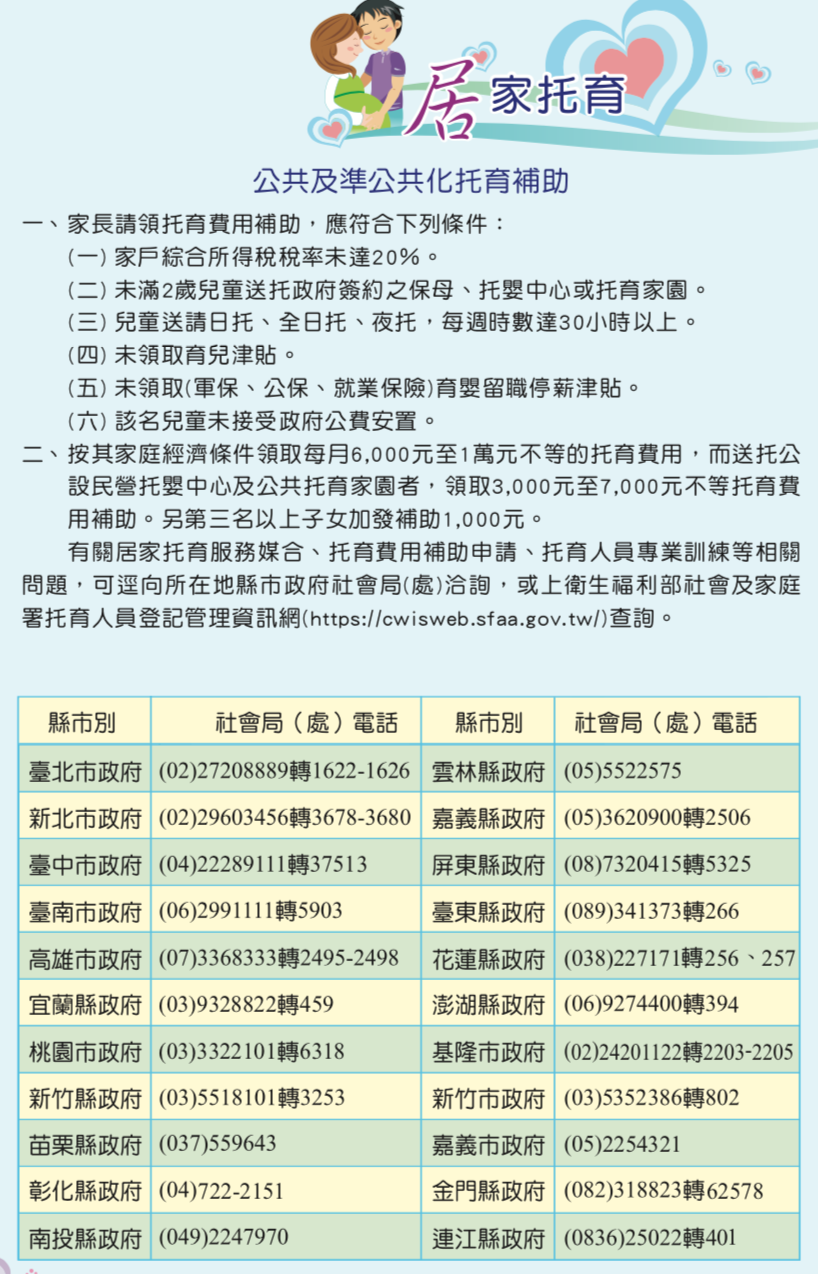 居家托育
公共及準公共化托育補助
一、家長請領托育費用補助，應符合下列條件：
(一) 家戶綜合所得稅稅率未達20%。
(二) 未滿2歲兒童送托政府簽約之保母、托嬰中心或托育家園。
(三) 兒童送請日托、全日托、夜托，每週時數達30小時以上。
(四) 未領取育兒津貼。
(五) 未領取(軍保、公保、就業保險)育嬰留職停薪津貼。
(六) 該名兒童未接受政府公費安置。
二、按其家庭經濟條件領取每月6,000元至1萬元不等的托育費用，而送托公
設民營托嬰中心及公共托育家園者，領取3,000元至7,000元不等托育費
用補助。另第三名以上子女加發補助1,000元。
有關居家托育服務媒合、托育費用補助申請、托育人員專業訓練等相關
問題，可逕向所在地縣市政府社會局(處)洽詢，或上衛生福利部社會及家庭
署托育人員登記管理資訊網(https://cwisweb.sfaa.gov.tw/)查詢。
縣市別 社會局（處）電話 縣市別 社會局（處）電話
臺北市政府 (02)27208889轉1622-1626 雲林縣政府 (05)5522575
新北市政府 (02)29603456轉3678-3680 嘉義縣政府 (05)3620900轉2506
臺中市政府 (04)22289111轉37513 屏東縣政府 (08)7320415轉5325
臺南市政府 (06)2991111轉5903 臺東縣政府 (089)341373轉266
高雄市政府 (07)3368333轉2495-2498 花蓮縣政府 (038)227171轉256、257
宜蘭縣政府 (03)9328822轉459 澎湖縣政府 (06)9274400轉394
桃園市政府 (03)3322101轉6318 基隆市政府 (02)24201122轉2203-2205
新竹縣政府 (03)5518101轉3253 新竹市政府 (03)5352386轉802
苗栗縣政府 (037)559643 嘉義市政府 (05)2254321
彰化縣政府 (04)722-2151 金門縣政府 (082)318823轉62578
南投縣政府 (049)2247970 連江縣政府 (0836)25022轉401